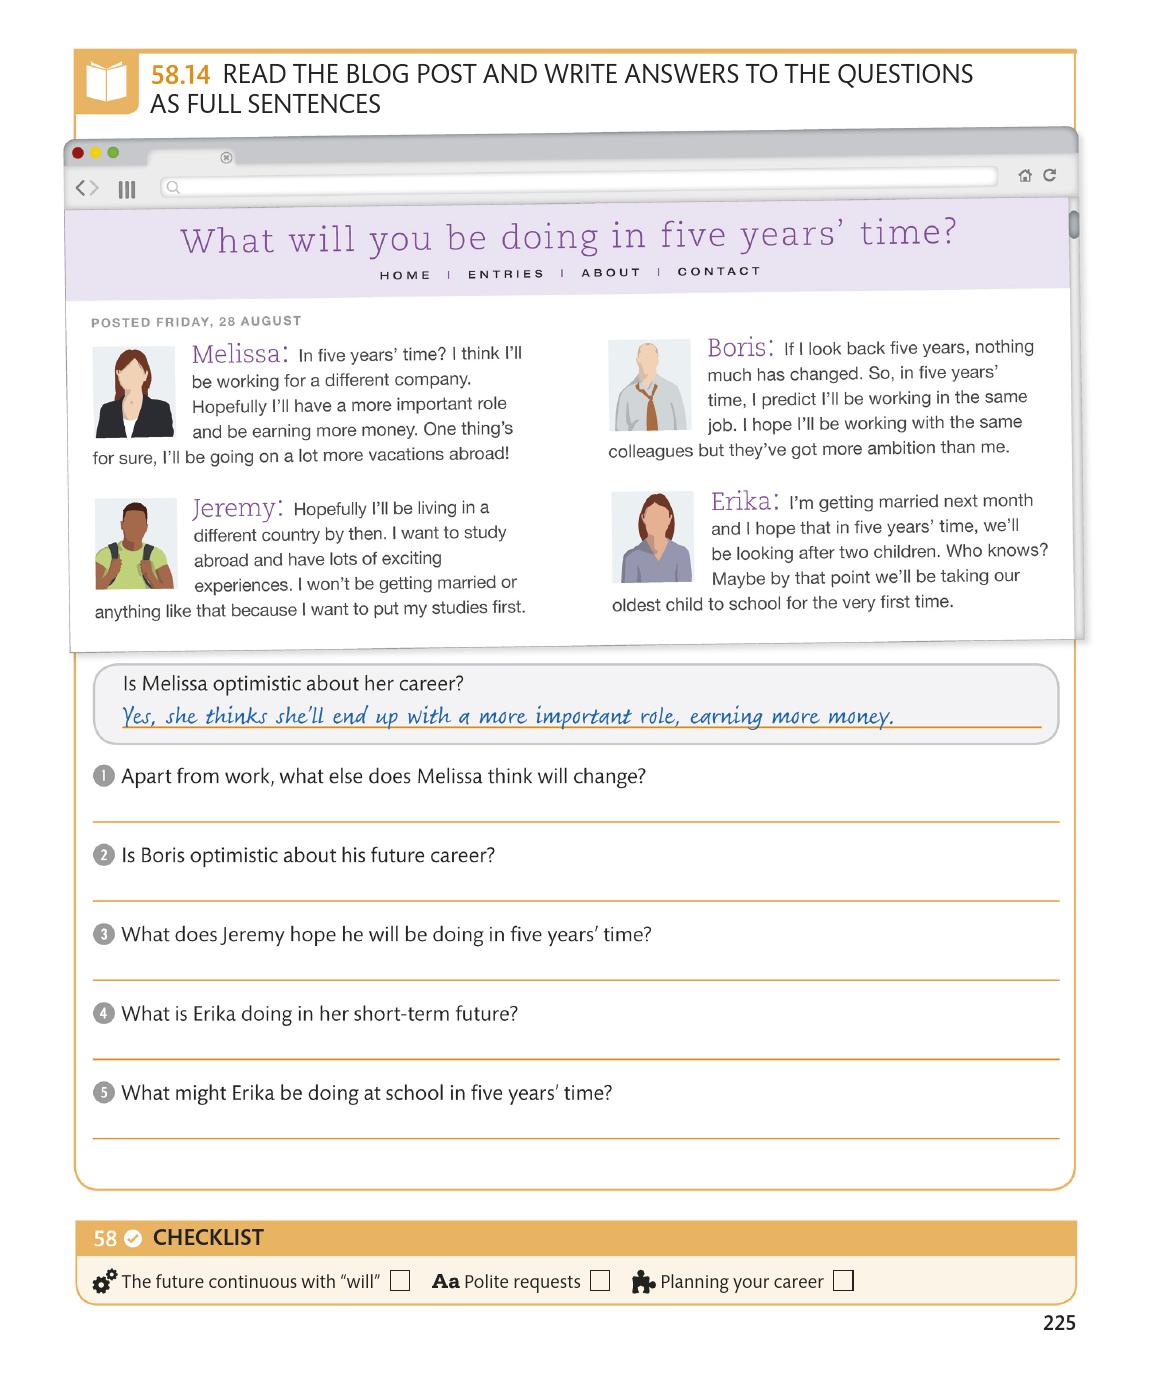 58.14 READ THE BLOG POST AND WRITE ANSWERS TO THE QUESTIONS
AS FULL SENTENCES
What will you be doing in five years’ time?
HOME | ENTRIES | ABOUT | CONTACT
POSTED FRIDAY, 28 AUGUST
Melissa: In five years’ time? I think I’ll
be working for a different company.
Hopefully I’ll have a more important role
and be earning more money. One thing’s
for sure, I’ll be going on a lot more vacations abroad!
Boris: If I look back five years, nothing
much has changed. So, in five years’
time, I predict I’ll be working in the same
job. I hope I’ll be working with the same
colleagues but they’ve got more ambition than me.
Jeremy: Hopefully I’ll be living in a
different country by then. I want to study
abroad and have lots of exciting
experiences. I won’t be getting married or
anything like that because I want to put my studies first.
Erika: I’m getting married next month
and I hope that in five years’ time, we’ll
be looking after two children. Who knows?
Maybe by that point we’ll be taking our
oldest child to school for the very first time.
Is Melissa optimistic about her career?
Yes, she thinks she’ll end up with a more important role, earning more money.
1 Apart from work, what else does Melissa think will change?
2 Is Boris optimistic about his future career?
3 What does Jeremy hope he will be doing in five years’ time?
4 What is Erika doing in her short-term future?
5 What might Erika be doing at school in five years’ time?
58 CHECKLIST
The future continuous with “will” Aa Polite requests Planning your career
225